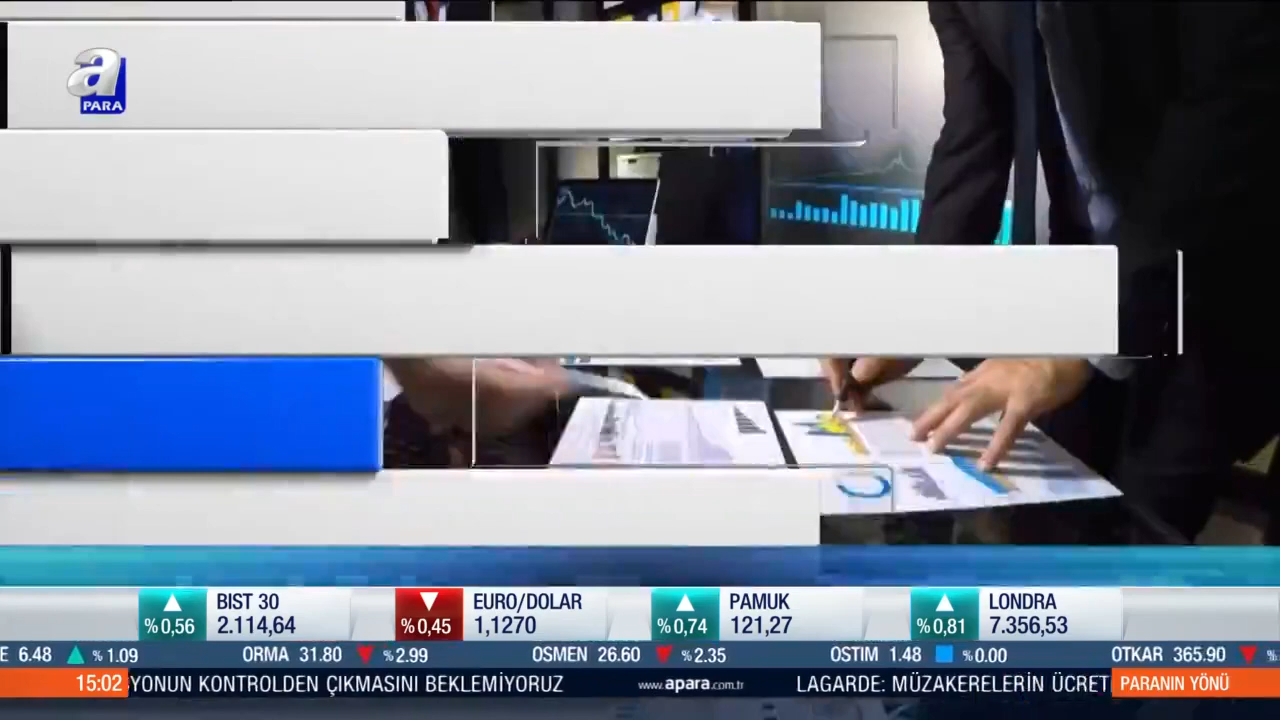 a
PARA
%0,56 BIST 30 2.114,64
%0,45 EURO/DOLAR 1,1270
%0,74 PAMUK 121,27
%0,81 LONDRA 7.356,53
E 6.48 %1.09 ORMA 31.80 %2.99 OSMEN 26.60 %2.35 OSTIM 1.48 %0.00 OTKAR 365.90 %
15:02 YONUN KONTROLDEN ÇIKMASINI BEKLEMİYORUZ www.apara.com.tr LAGARDE: MÜZAKERELERİN ÜCRET PARANIN YÖNÜ